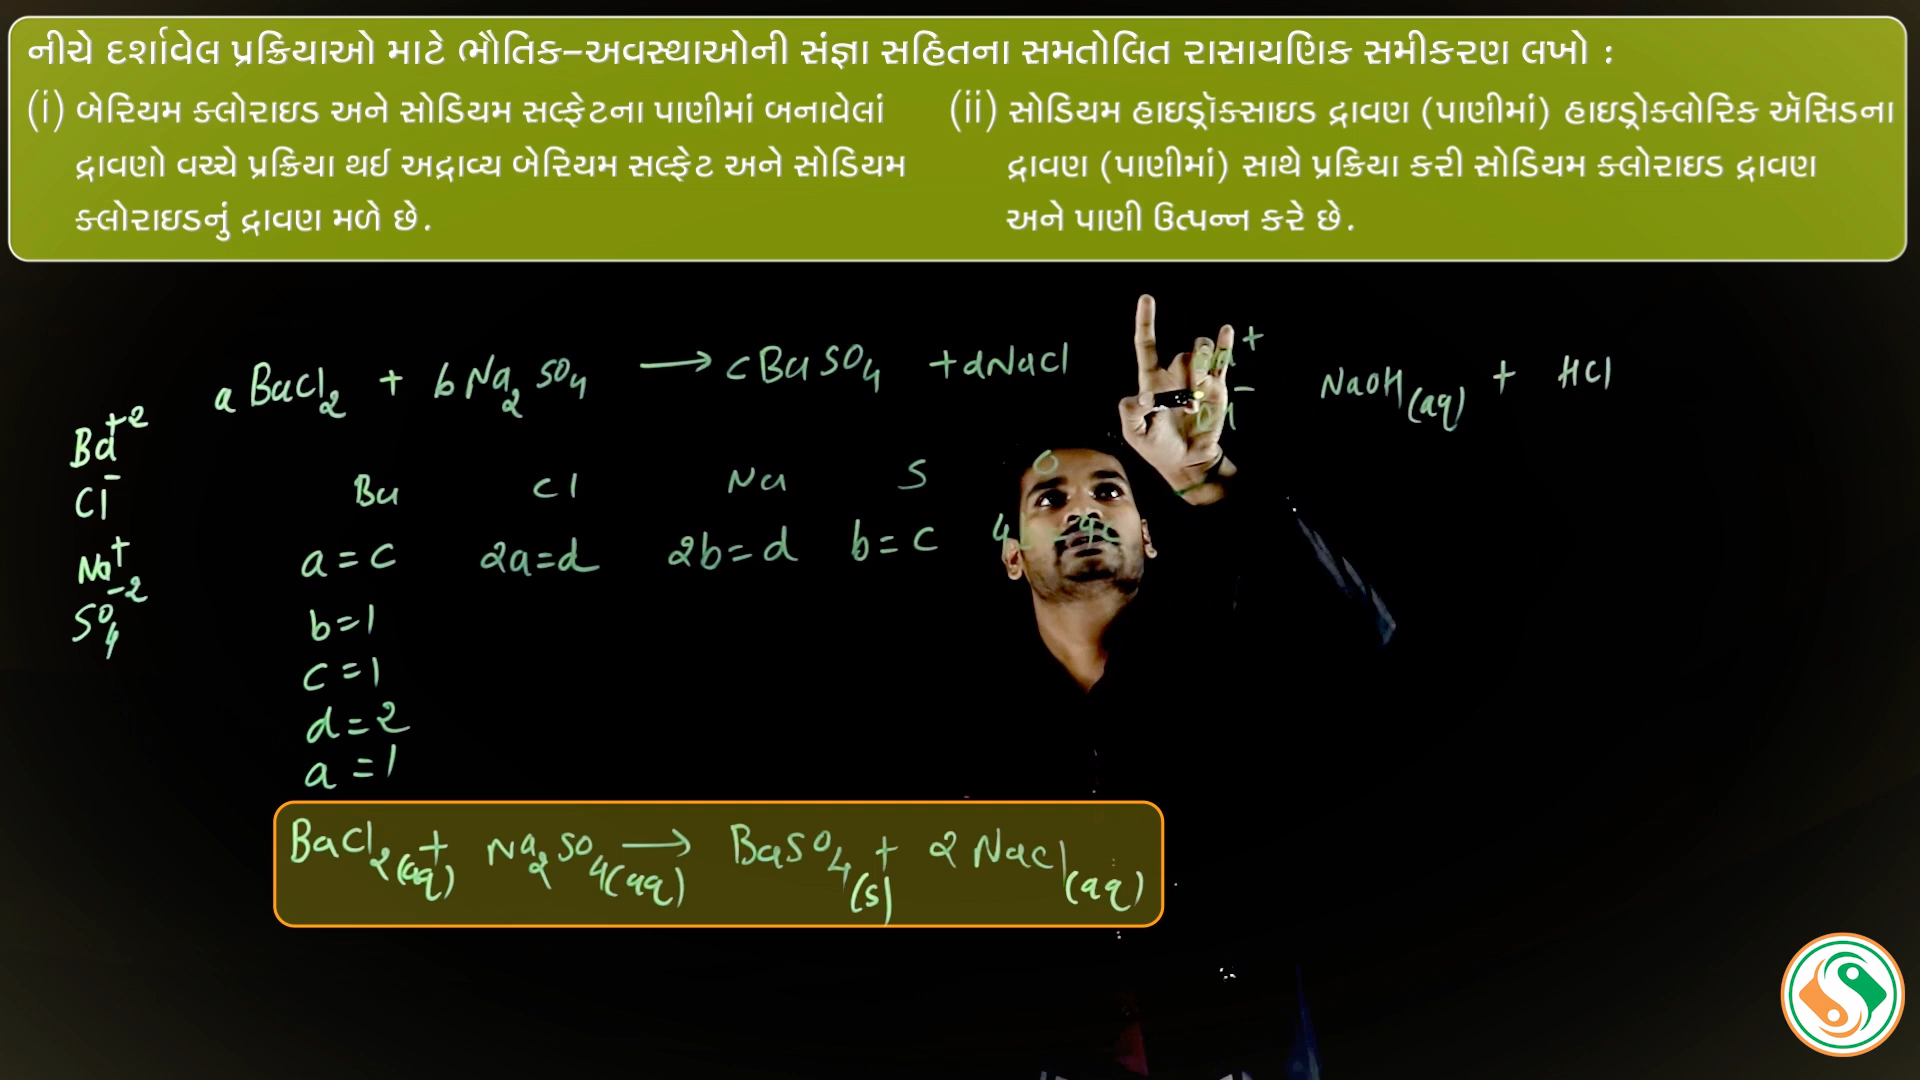 નીચે દર્શાવેલ પ્રક્રિયાઓ માટે ભૌતિક–અવસ્થાઓની સંજ્ઞા સહિતના સમતોલિત રાસાયણિક સમીકરણ લખો :
(i) બેરિયમ ક્લોરાઇડ અને સોડિયમ સલ્ફેટના પાણીમાં બનાવેલાં
દ્રાવણો વચ્ચે પ્રક્રિયા થઈ અદ્રાવ્ય બેરિયમ સલ્ફેટ અને સોડિયમ
ક્લોરાઇડનું દ્રાવણ મળે છે.
(ii) સોડિયમ હાઇડ્રૉક્સાઇડ દ્રાવણ (પાણીમાં) હાઇડ્રોક્લોરિક ઍસિડના
દ્રાવણ (પાણીમાં) સાથે પ્રક્રિયા કરી સોડિયમ ક્લોરાઇડ દ્રાવણ
અને પાણી ઉત્પન્ન કરે છે.
a BaCl2 + b Na2 SO4 ⟶ c BaSO4 + d NaCl
Ba+2
Cl-
Na+
SO4-2
Ba Cl Na S O
a = c 2a = d 2b = d b = c
b = 1
c = 1
d = 2
a = 1
BaCl2(aq) + Na2SO4(aq) ⟶ BaSO4(s) + 2 NaCl(aq)
NaOH(aq) + HCl